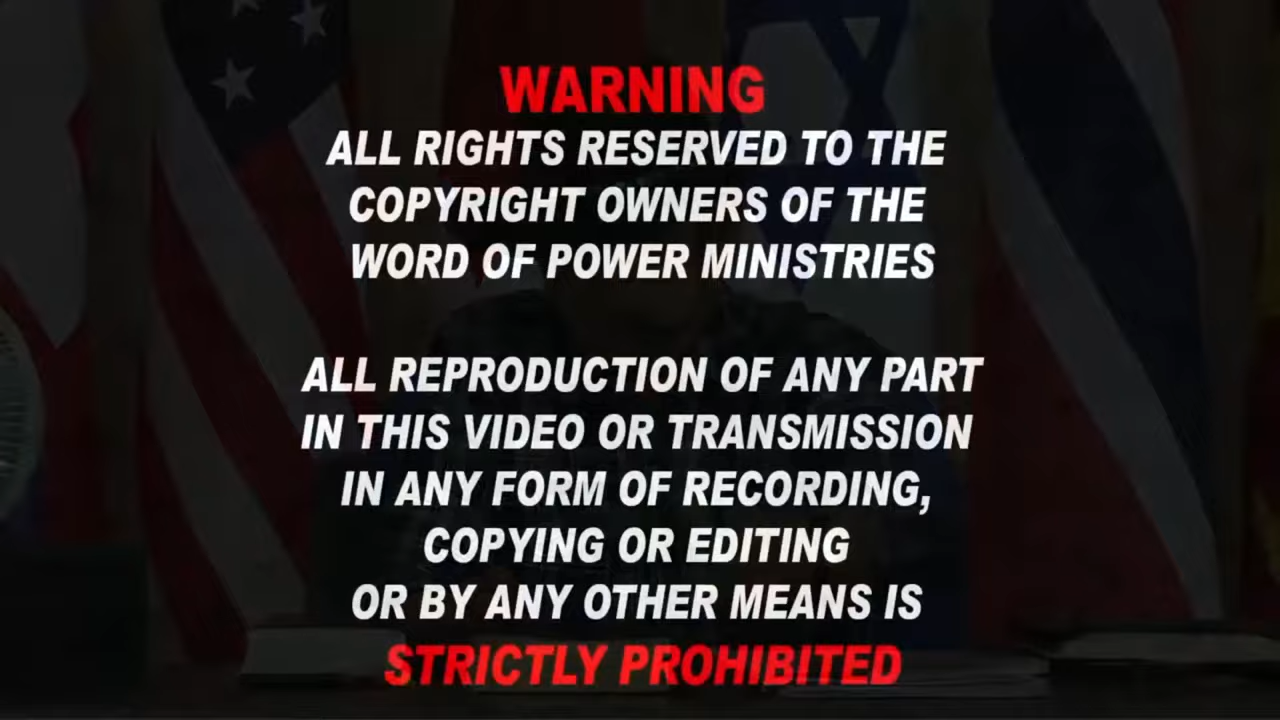 WARNING
ALL RIGHTS RESERVED TO THE
COPYRIGHT OWNERS OF THE
WORD OF POWER MINISTRIES
ALL REPRODUCTION OF ANY PART
IN THIS VIDEO OR TRANSMISSION
IN ANY FORM OF RECORDING,
COPYING OR EDITING
OR BY ANY OTHER MEANS IS
STRICTLY PROHIBITED